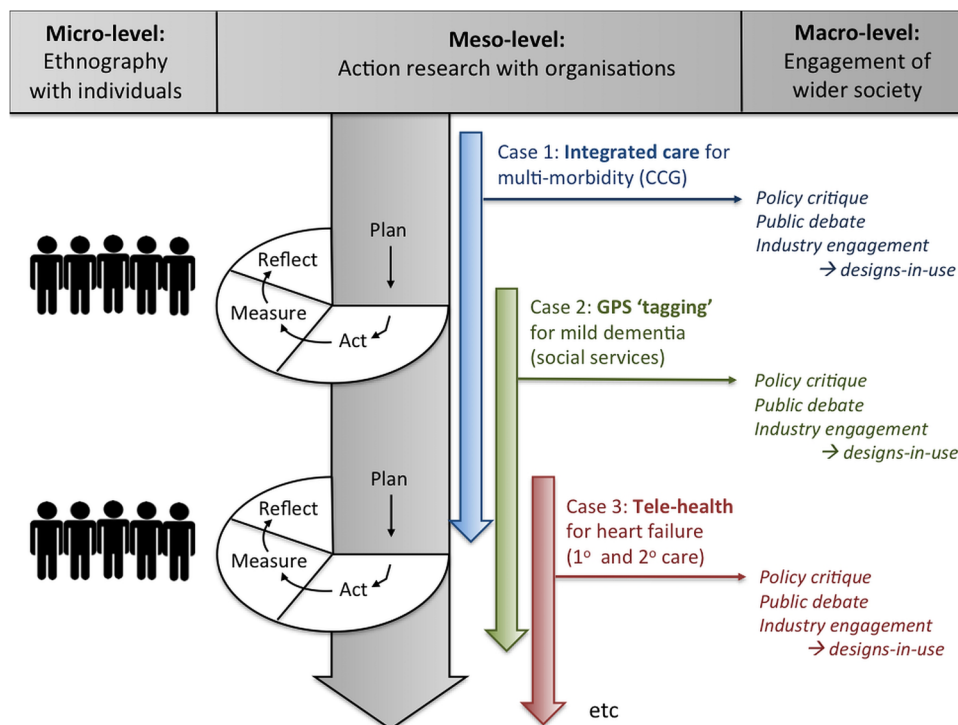 Micro-level:
Ethnography
with individuals
Meso-level:
Action research with organisations
Macro-level:
Engagement of
wider society
Case 1: Integrated care for
multi-morbidity (CCG)
Policy critique
Public debate
Industry engagement
→ designs-in-use
Plan
Reflect
Measure
Act
Case 2: GPS ‘tagging’
for mild dementia
(social services)
Policy critique
Public debate
Industry engagement
→ designs-in-use
Plan
Reflect
Measure
Act
Case 3: Tele-health
for heart failure
(1º and 2º care)
Policy critique
Public debate
Industry engagement
→ designs-in-use
etc